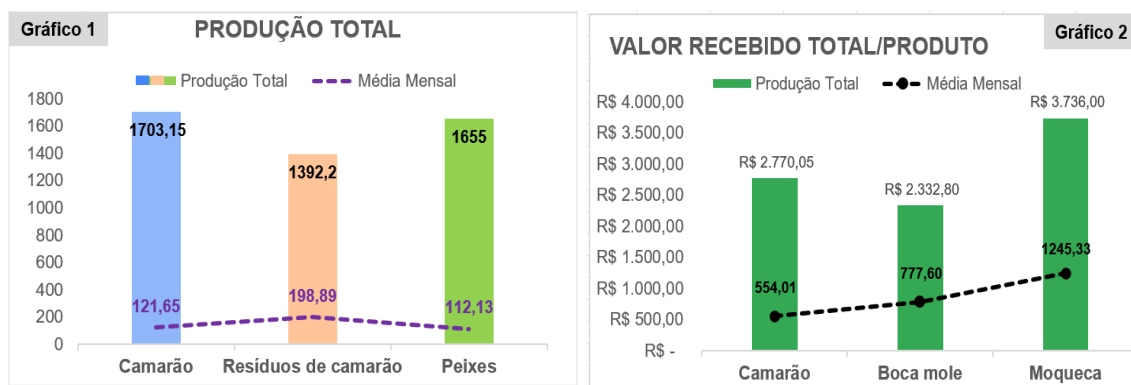 Gráfico 1
PRODUÇÃO TOTAL
Produção Total
Média Mensal
1800
1600
1400
1200
1000
800
600
400
200
0
1703,15
1392,2
1655
121,65
198,89
112,13
Camarão
Resíduos de camarão
Peixes
Gráfico 2
VALOR RECEBIDO TOTAL/PRODUTO
Produção Total
Média Mensal
R$ 4.000,00
R$ 3.500,00
R$ 3.000,00
R$ 2.500,00
R$ 2.000,00
R$ 1.500,00
R$ 1.000,00
R$ 500,00
R$ -
R$ 2.770,05
R$ 2.332,80
R$ 3.736,00
554,01
777,60
1245,33
Camarão
Boca mole
Moqueca